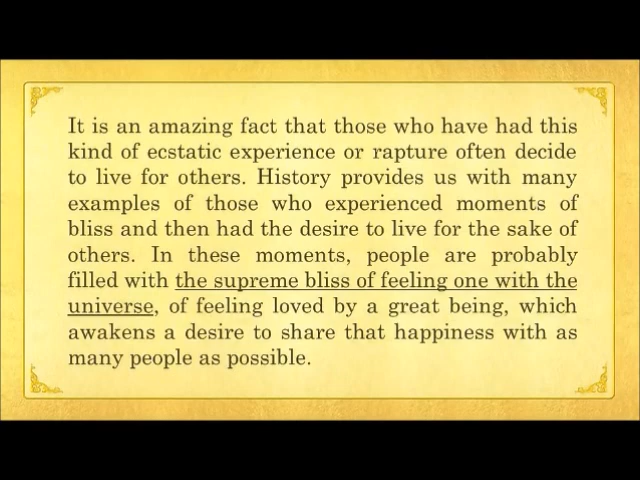 It is an amazing fact that those who have had this
kind of ecstatic experience or rapture often decide
to live for others. History provides us with many
examples of those who experienced moments of
bliss and then had the desire to live for the sake of
others. In these moments, people are probably
filled with the supreme bliss of feeling one with the
universe, of feeling loved by a great being, which
awakens a desire to share that happiness with as
many people as possible.